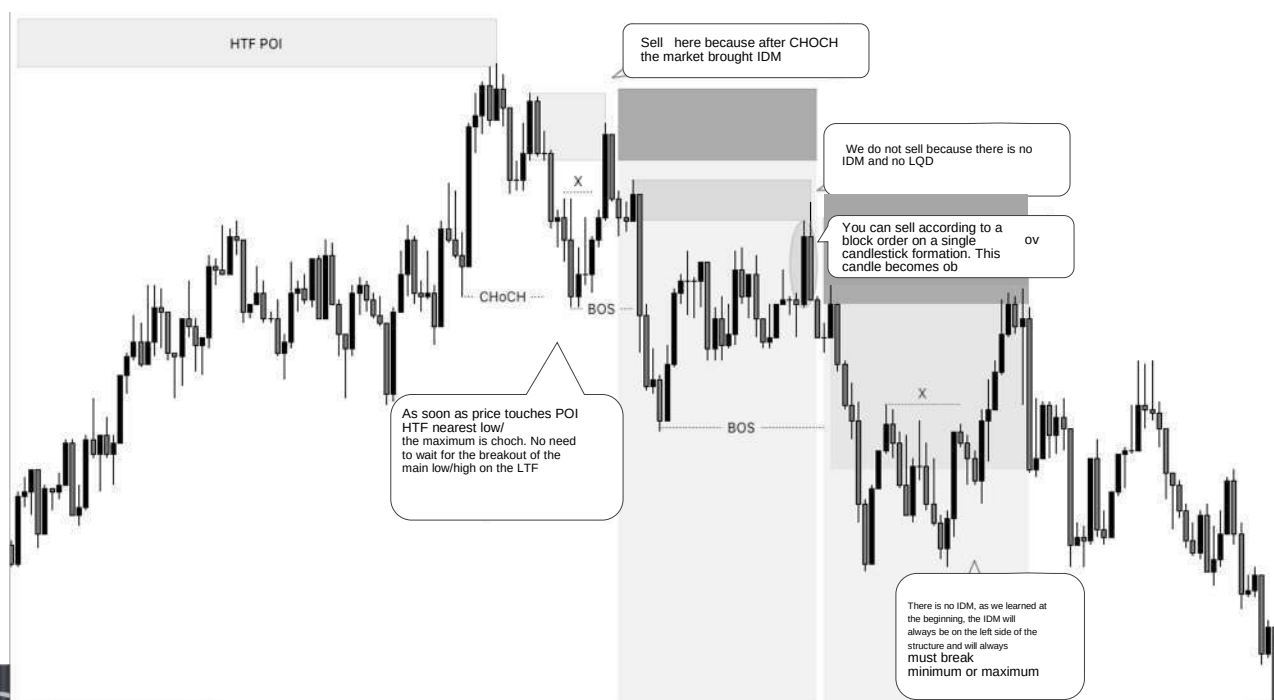 HTF POI
Sell here because after CHOCH
the market brought IDM
We do not sell because there is no
IDM and no LQD
X
You can sell according to a
block order on a single
candlestick formation. This
candle becomes ob
ov
CHoCH
BOS
As soon as price touches POI
HTF nearest low/
the maximum is choch. No need
to wait for the breakout of the
main low/high on the LTF
X
BOS
There is no IDM, as we learned at
the beginning, the IDM will
always be on the left side of the
structure and will always
must break
minimum or maximum